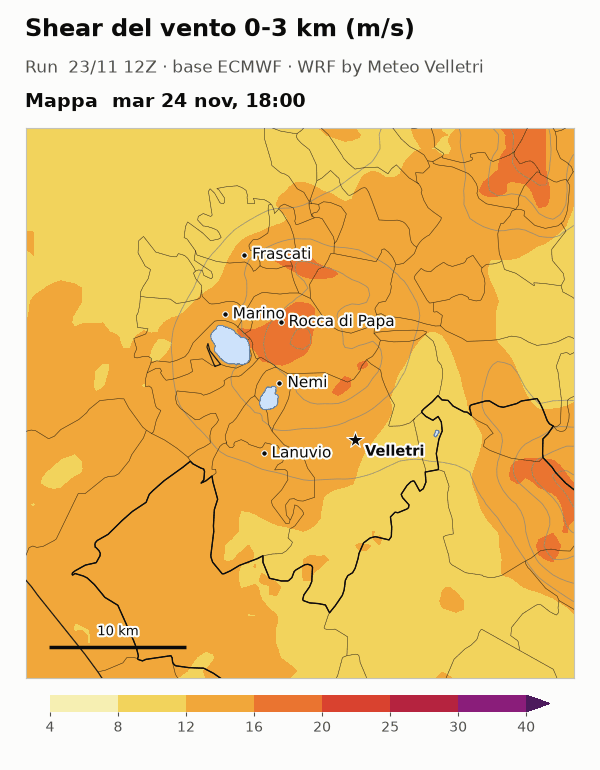 Shear del vento 0-3 km (m/s)
Run  23/11 12Z · base ECMWF · WRF by Meteo Velletri
Mappa  mar 24 nov, 18:00
Frascati
Marino
Rocca di Papa
Nemi
Velletri
Lanuvio
10 km
4 8 12 16 20 25 30 40